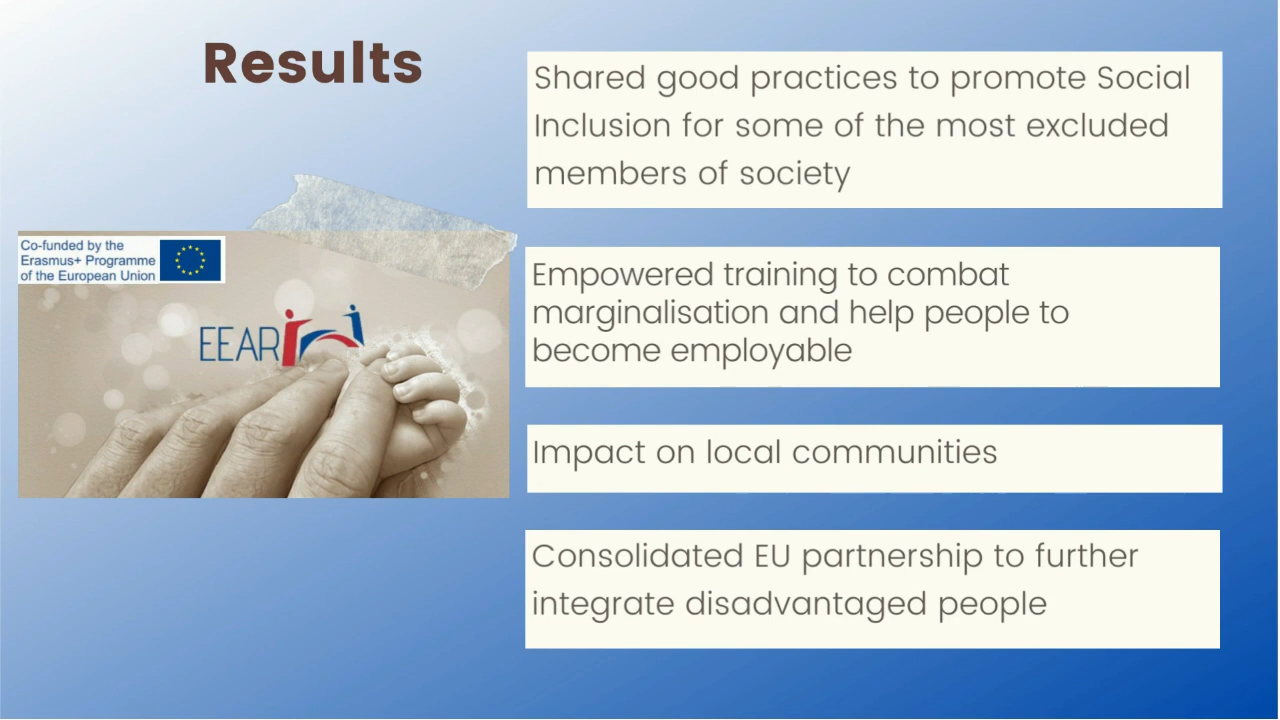 Results
Shared good practices to promote Social
Inclusion for some of the most excluded
members of society
Co-funded by the
Erasmus+ Programme
of the European Union
EEAR
Empowered training to combat
marginalisation and help people to
become employable
Impact on local communities
Consolidated EU partnership to further
integrate disadvantaged people